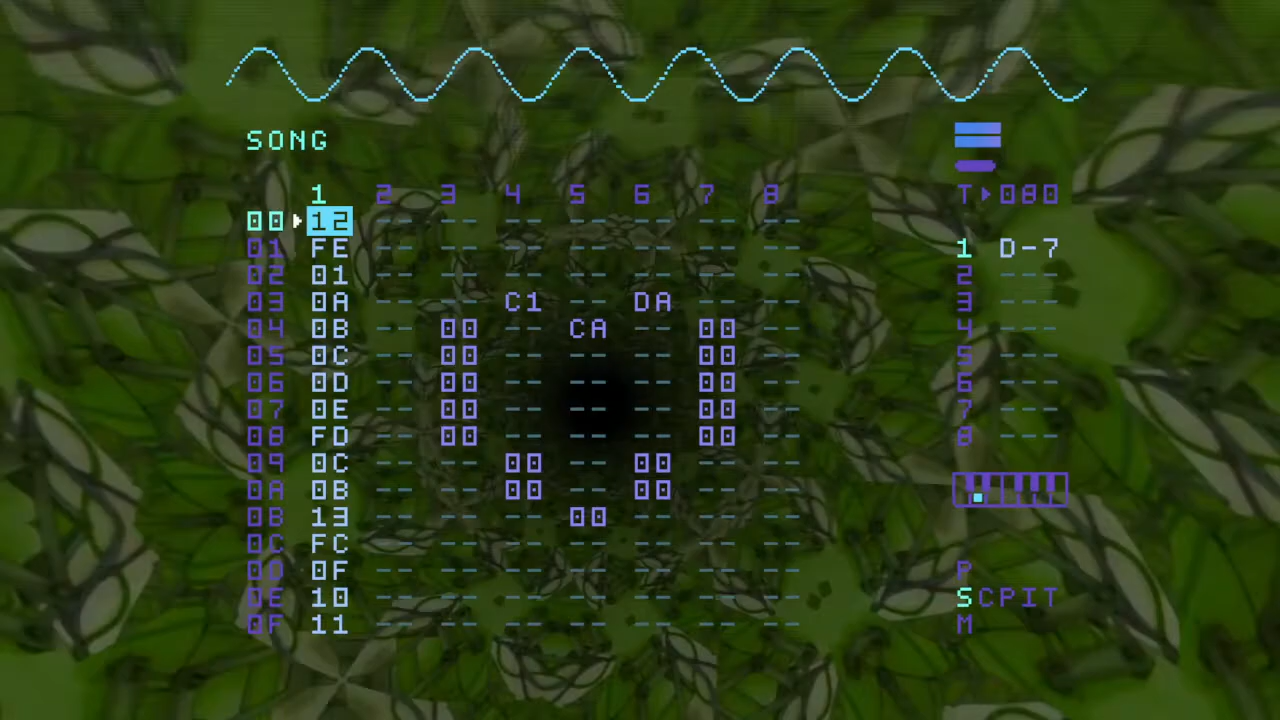 SONG
1 2 3 4 5 6 7 8 T 080
00 12 -- -- -- -- -- -- --
01 FE -- -- -- -- -- -- -- 1 D-7
02 01 -- -- -- -- -- -- -- 2 ---
03 0A -- -- C1 -- DA -- -- 3 ---
04 0B -- 00 -- CA -- 00 -- 4 ---
05 0C -- 00 -- -- -- 00 -- 5 ---
06 0D -- 00 -- -- -- 00 -- 6 ---
07 0E -- 00 -- -- -- 00 -- 7 ---
08 FD -- 00 -- -- -- 00 -- 8 ---
09 0C -- -- 00 -- 00 -- --
0A 0B -- -- 00 -- 00 -- --
0B 13 -- -- -- 00 -- -- --
0C FC -- -- -- -- -- -- --
0D 0F -- -- -- -- -- -- -- P
0E 10 -- -- -- -- -- -- -- SCPIT
0F 11 -- -- -- -- -- -- -- M